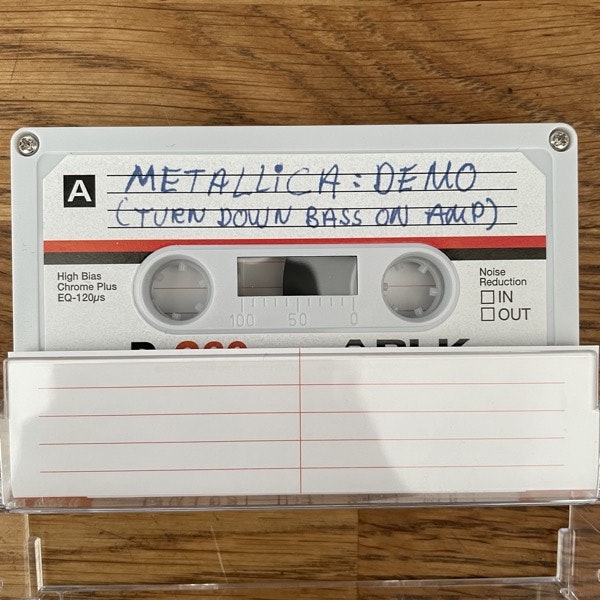 A
METALLiCA: DEMO
(TURN DOWN BASS ON AMP)
High Bias
Chrome Plus
EQ-120µs
Noise
Reduction
IN
OUT
100 50 0